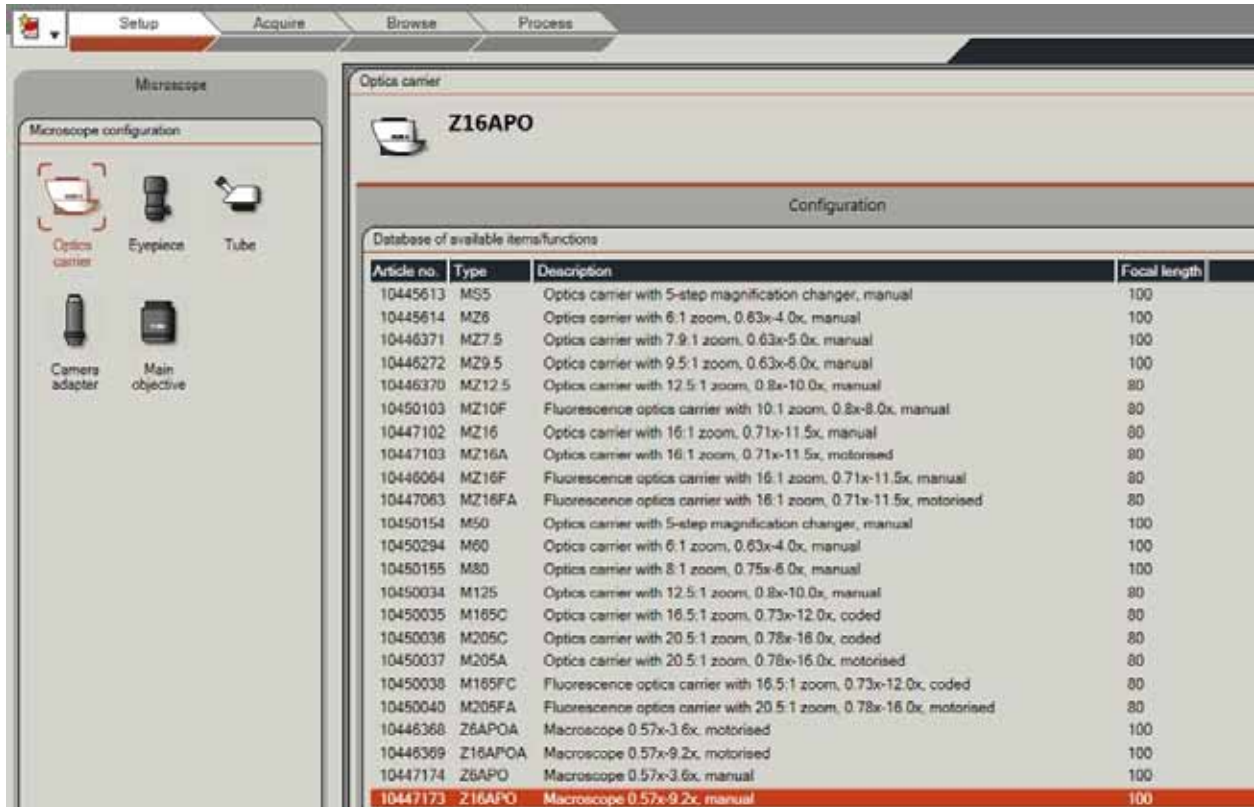 Setup Acquire Browse Process
Microscope
Microscope configuration
Optics carrier
Eyepiece
Tube
Camera adapter
Main objective
Optics carrier
Z16APO
Configuration
Database of available items/functions
Article no. Type Description Focal length
10445613 MS5 Optics carrier with 5-step magnification changer, manual 100
10445614 MZ6 Optics carrier with 6:1 zoom, 0.63x-4.0x, manual 100
10446371 MZ7.5 Optics carrier with 7.9:1 zoom, 0.63x-5.0x, manual 100
10446272 MZ9.5 Optics carrier with 9.5:1 zoom, 0.63x-6.0x, manual 100
10446370 MZ12.5 Optics carrier with 12.5:1 zoom, 0.8x-10.0x, manual 80
10450103 MZ10F Fluorescence optics carrier with 10:1 zoom, 0.8x-8.0x, manual 80
10447102 MZ16 Optics carrier with 16:1 zoom, 0.71x-11.5x, manual 80
10447103 MZ16A Optics carrier with 16:1 zoom, 0.71x-11.5x, motorised 80
10446064 MZ16F Fluorescence optics carrier with 16:1 zoom, 0.71x-11.5x, manual 80
10447063 MZ16FA Fluorescence optics carrier with 16:1 zoom, 0.71x-11.5x, motorised 80
10450154 M50 Optics carrier with 5-step magnification changer, manual 100
10450294 M60 Optics carrier with 6:1 zoom, 0.63x-4.0x, manual 100
10450155 M80 Optics carrier with 8:1 zoom, 0.75x-6.0x, manual 100
10450034 M125 Optics carrier with 12.5:1 zoom, 0.8x-10.0x, manual 80
10450035 M165C Optics carrier with 16.5:1 zoom, 0.73x-12.0x, coded 80
10450036 M205C Optics carrier with 20.5:1 zoom, 0.78x-16.0x, coded 80
10450037 M205A Optics carrier with 20.5:1 zoom, 0.78x-16.0x, motorised 80
10450038 M165FC Fluorescence optics carrier with 16.5:1 zoom, 0.73x-12.0x, coded 80
10450040 M205FA Fluorescence optics carrier with 20.5:1 zoom, 0.78x-16.0x, motorised 80
10446368 Z6APOA Macroscope 0.57x-3.6x, motorised 100
10446369 Z16APOA Macroscope 0.57x-9.2x, motorised 100
10447174 Z6APO Macroscope 0.57x-3.6x, manual 100
10447173 Z16APO Macroscope 0.57x-9.2x, manual 100